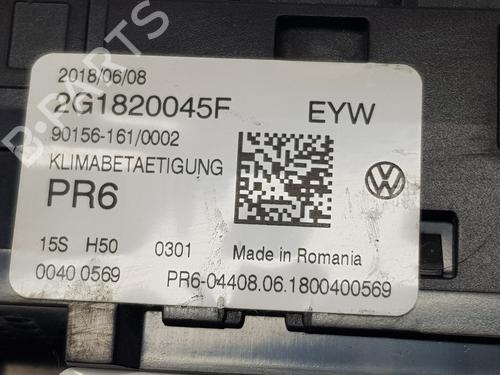 2018/06/08
2G1820045F EYW
90156-161/0002
KLIMABETAETIGUNG
PR6
15S H50 0301 Made in Romania
0040 0569 PR6-04408.06.1800400569
B-PARTS